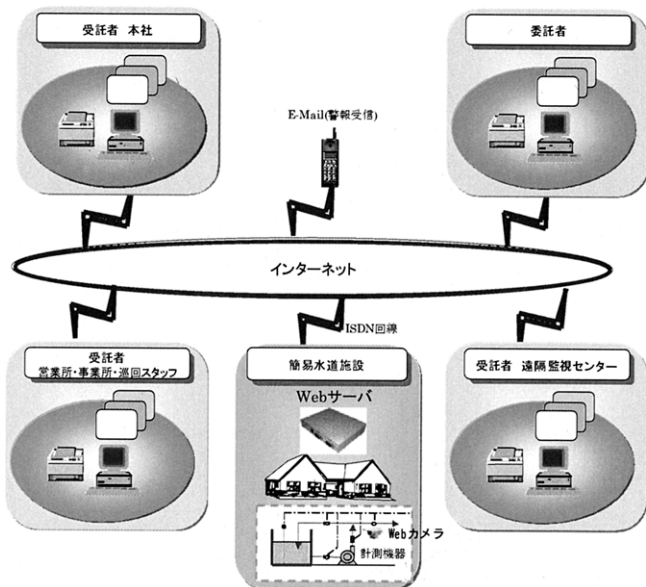 受託者 本社
委託者
E-Mail(警報受信)
インターネット
ISDN回線
受託者
営業所・事業所・巡回スタッフ
簡易水道施設
受託者 遠隔監視センター
Webサーバ
Webカメラ
計測機器